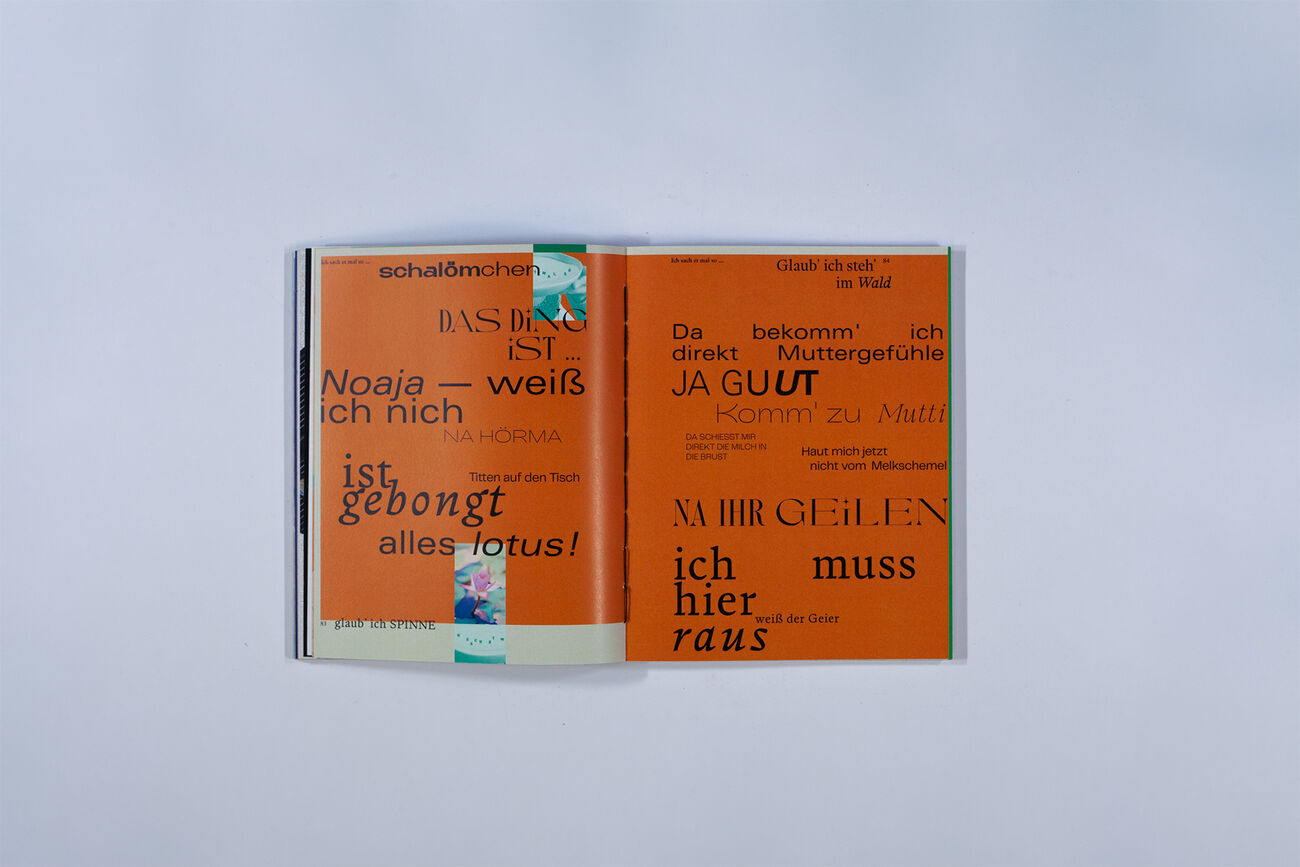 Ich sach et mal so ...
schalömchen
DAS DiNG
iST ...
Noaja — weiß
ich nich
NA HÖRMA
ist
Titten auf den Tisch
gebongt
alles lotus!
83 glaub' ich SPINNE
Ich sach et mal so ...
Glaub' ich steh' 84
im Wald
Da bekomm' ich
direkt Muttergefühle
JA GUUT
Komm' zu Mutti
DA SCHIESST MIR
DIREKT DIE MILCH IN
DIE BRUST
Haut mich jetzt
nicht vom Melkschemel
NA IHR GEiLEN
ich muss
hier
weiß der Geier
raus